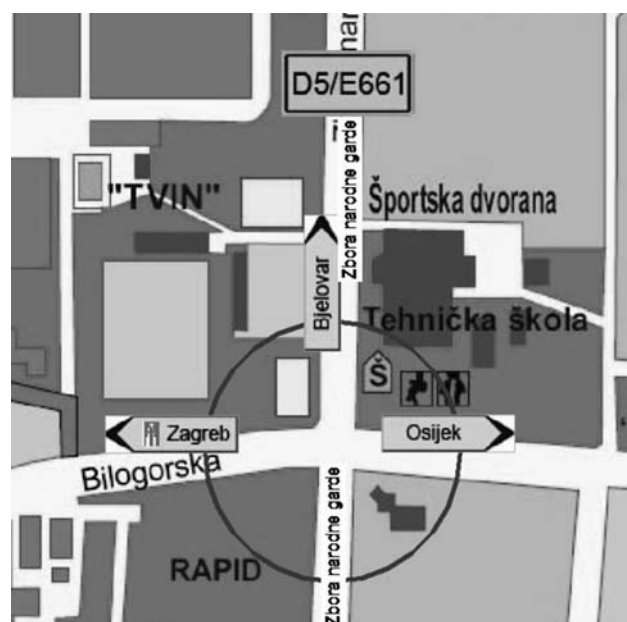 D5/E661
"TVIN"
Zbora narodne garde
Športska dvorana
Bjelovar
Tehnička škola
Š
Zagreb
Osijek
Bilogorska
Zbora narodne garde
RAPID